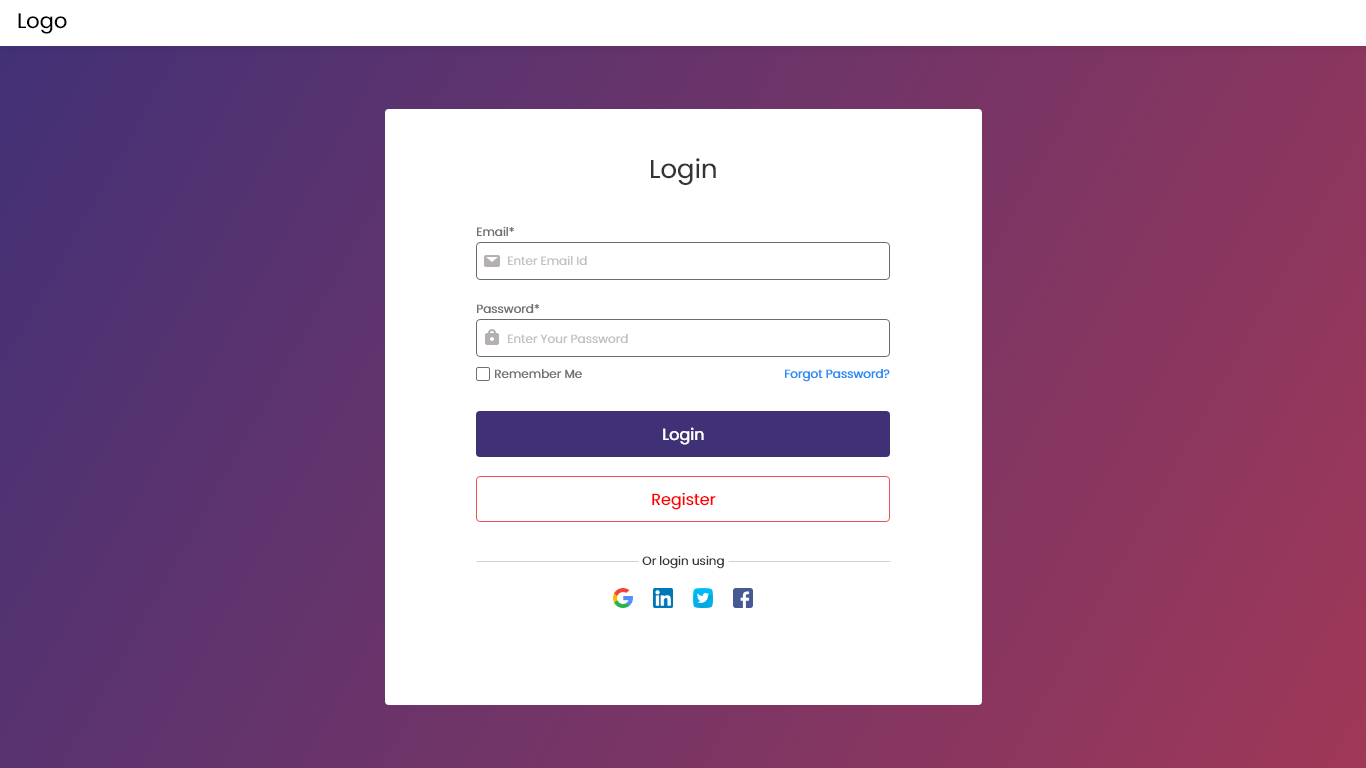 Logo
Login
Email*
Enter Email Id
Password*
Enter Your Password
Remember Me Forgot Password?
Login
Register
Or login using